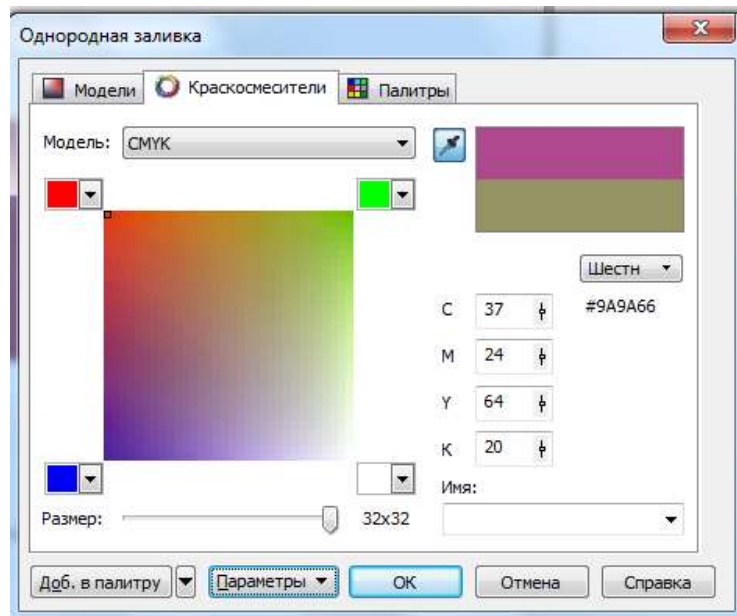 Однородная заливка
Модели Краскосмесители Палитры
Модель: CMYK
Шестн
C 37 #9A9A66
M 24
Y 64
K 20
Имя:
Размер: 32x32
Доб. в палитру Параметры ОК Отмена Справка